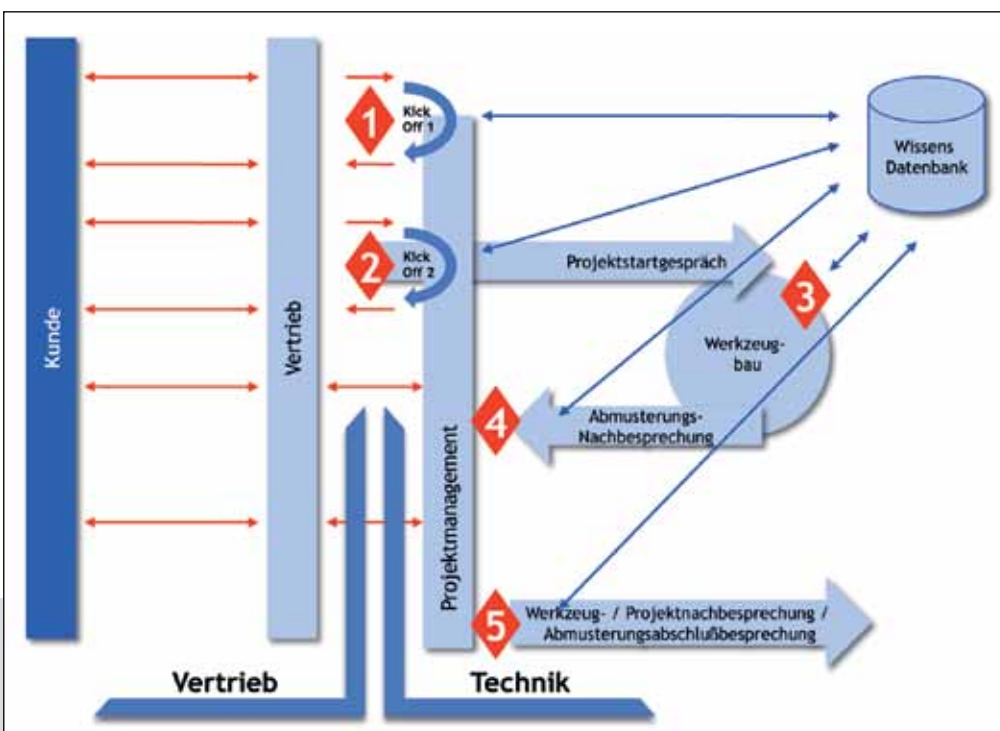 Kunde
Vertrieb
1
Kick
Off 1
2
Kick
Off 2
Projektmanagement
Projektstartgespräch
Wissens
Datenbank
3
Werkzeug-
bau
4
Abmusterungs-
Nachbesprechung
5
Werkzeug- / Projektnachbesprechung /
Abmusterungsabschlußbesprechung
Vertrieb
Technik